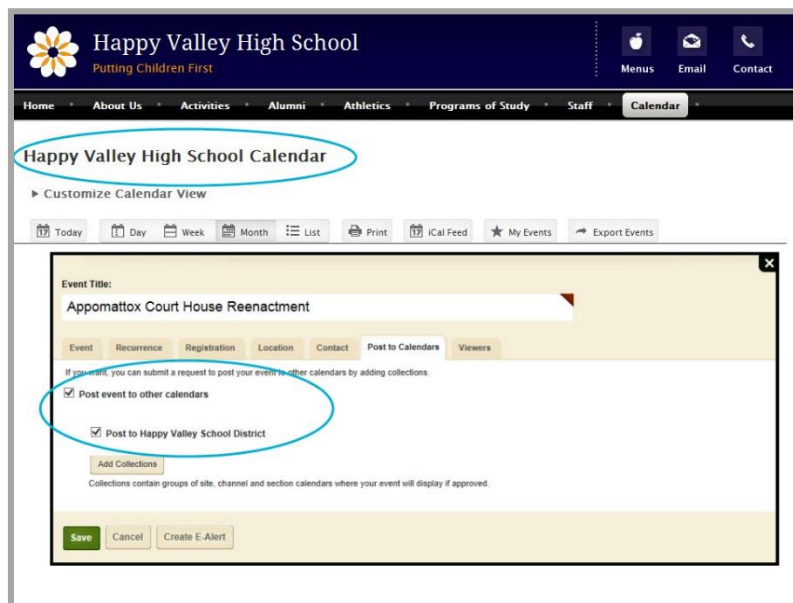 Happy Valley High School
Putting Children First
Menus Email Contact
Home About Us Activities Alumni Athletics Programs of Study Staff Calendar
Happy Valley High School Calendar
Customize Calendar View
17 Today Day Week Month List Print 17 iCal Feed My Events Export Events
X
Event Title:
Appomattox Court House Reenactment
Event Recurrence Registration Location Contact Post to Calendars Viewers
If you want, you can submit a request to post your event to other calendars by adding collections.
Post event to other calendars
Post to Happy Valley School District
Add Collections
Collections contain groups of site, channel and section calendars where your event will display if approved.
Save Cancel Create E-Alert